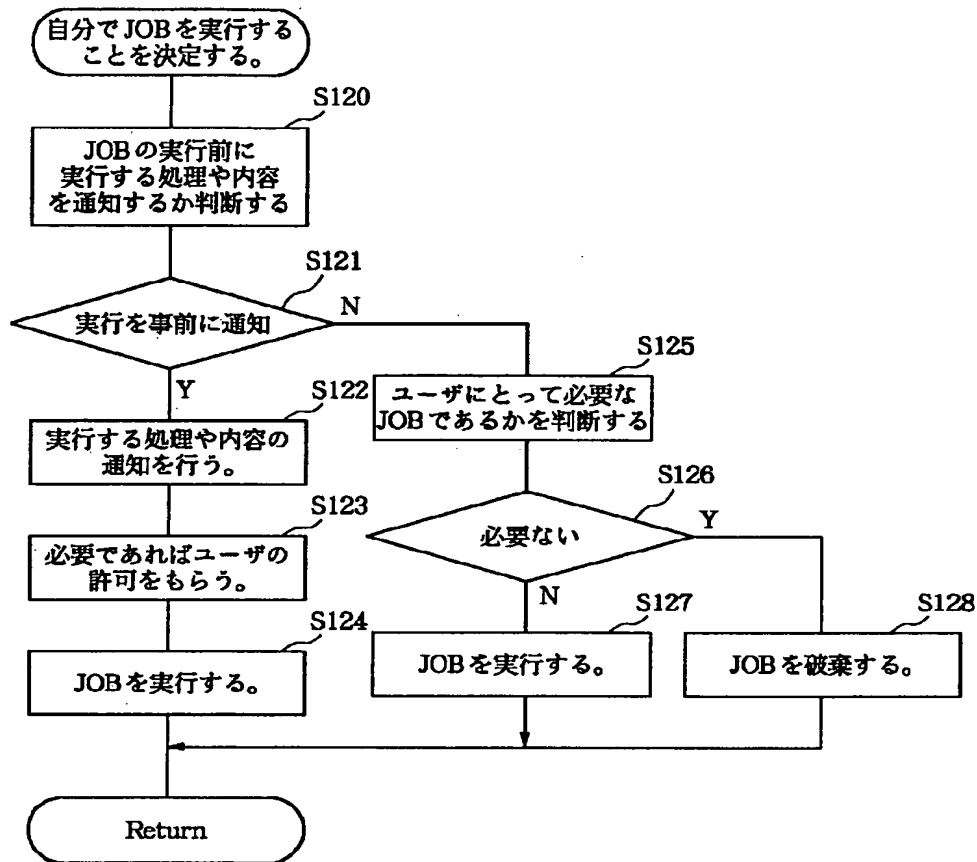 自分でJOBを実行する
ことを決定する。
S120
JOBの実行前に
実行する処理や内容
を通知するか判断する
S121
実行を事前に通知
N
Y
S122
実行する処理や内容の
通知を行う。
S123
必要であればユーザの
許可をもらう。
S124
JOBを実行する。
S125
ユーザにとって必要な
JOBであるかを判断する
S126
必要ない
Y
N
S127
JOBを実行する。
S128
JOBを破棄する。
Return